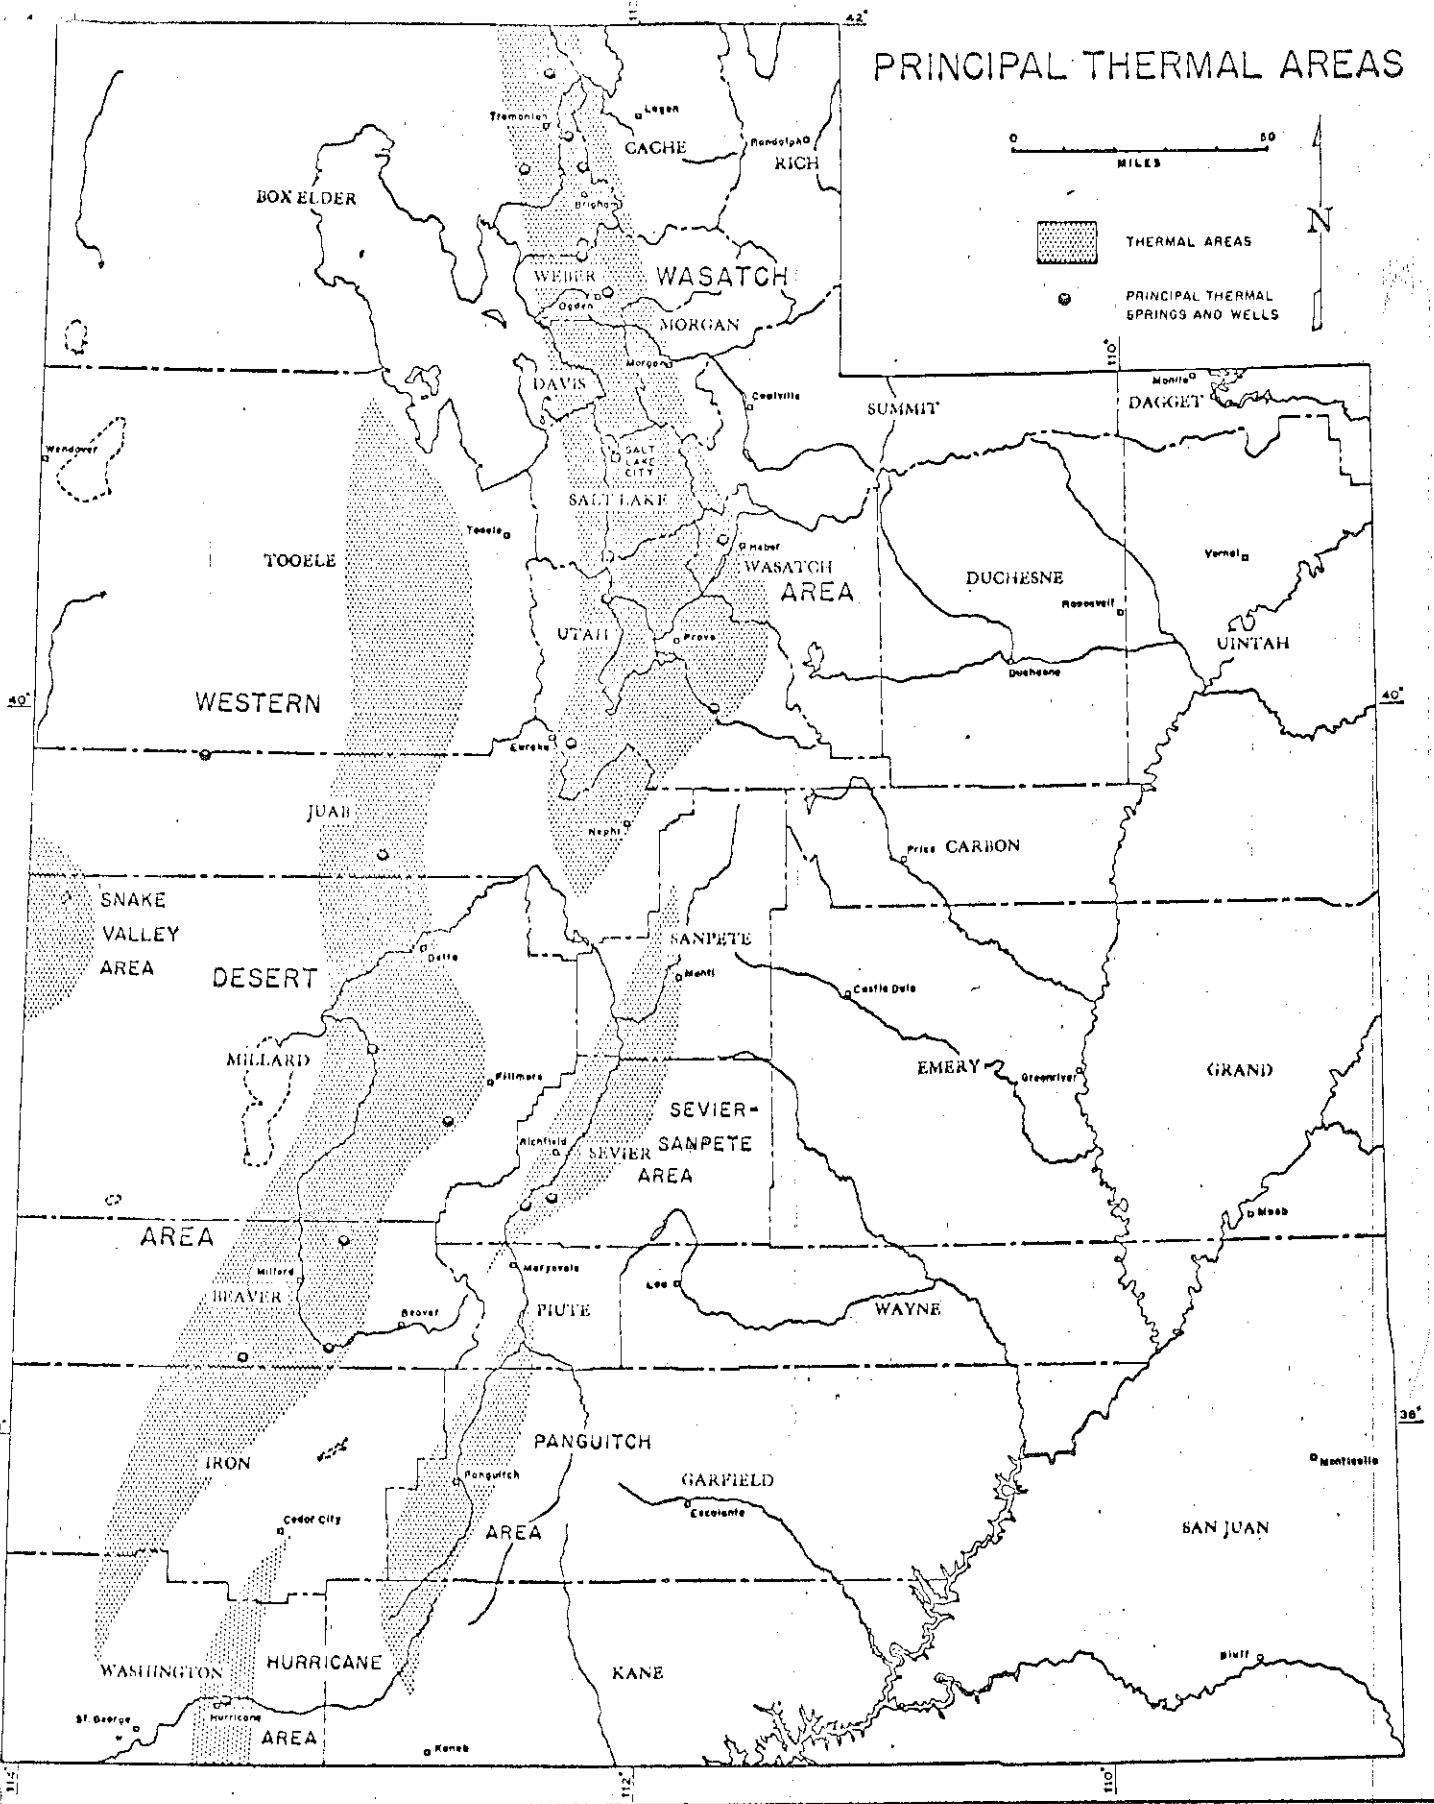 42°
PRINCIPAL THERMAL AREAS
0 50
MILES
N
THERMAL AREAS
PRINCIPAL THERMAL
SPRINGS AND WELLS
Logan
Tremonton
CACHE
Randolph
RICH
BOX ELDER
Brigham
WEBER
WASATCH
Ogden
MORGAN
Morgan
110°
DAVIS
Coalville
SUMMIT
Manila
DAGGET
Wendover
SALT
LAKE
CITY
SALT LAKE
Tooele
TOOELE
Heber
WASATCH
AREA
DUCHESNE
Vernal
Roosevelt
UTAH
Provo
UINTAH
Duchesne
40°
WESTERN
40°
Eureka
JUAB
Nephi
Price
CARBON
SNAKE
VALLEY
AREA
SANPETE
Delta
DESERT
Manti
Castle Dale
MILLARD
EMERY
Greenriver
GRAND
Fillmore
SEVIER-
SANPETE
AREA
Richfield
SEVIER
AREA
Moab
Milford
BEAVER
Marysvale
Loa
Beaver
PIUTE
WAYNE
38°
PANGUITCH
IRON
Panguitch
GARFIELD
Monticello
Escalante
Cedar City
AREA
SAN JUAN
WASHINGTON
HURRICANE
KANE
Bluff
St. George
Hurricane
AREA
Kanab
114°
112°
110°